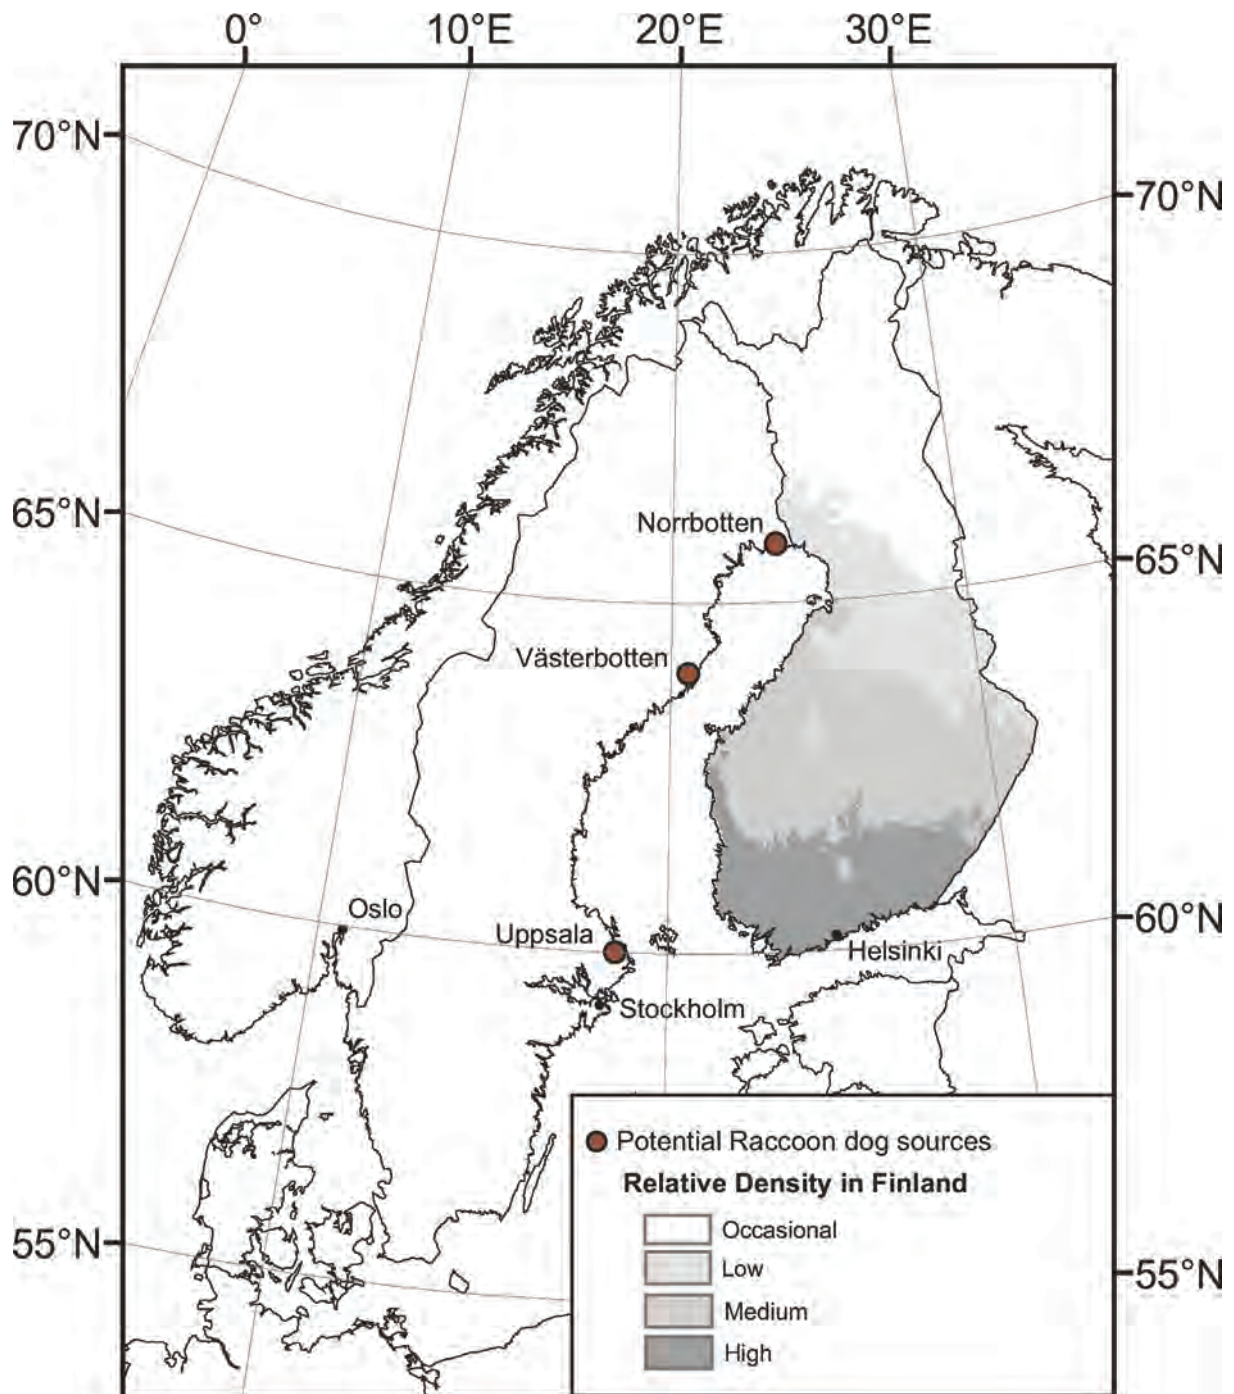 0° 10°E 20°E 30°E
70°N
70°N
65°N
Norrbotten
65°N
Västerbotten
60°N
Oslo
60°N
Uppsala
Helsinki
Stockholm
Potential Raccoon dog sources
Relative Density in Finland
Occasional
55°N
Low
55°N
Medium
High